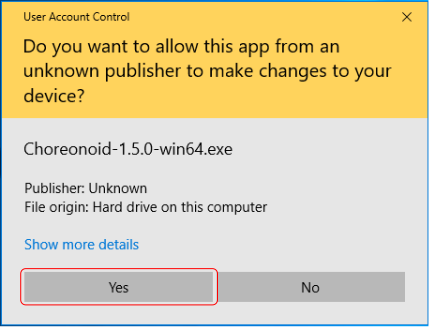 User Account Control
Do you want to allow this app from an
unknown publisher to make changes to your
device?
Choreonoid-1.5.0-win64.exe
Publisher: Unknown
File origin: Hard drive on this computer
Show more details
Yes
No